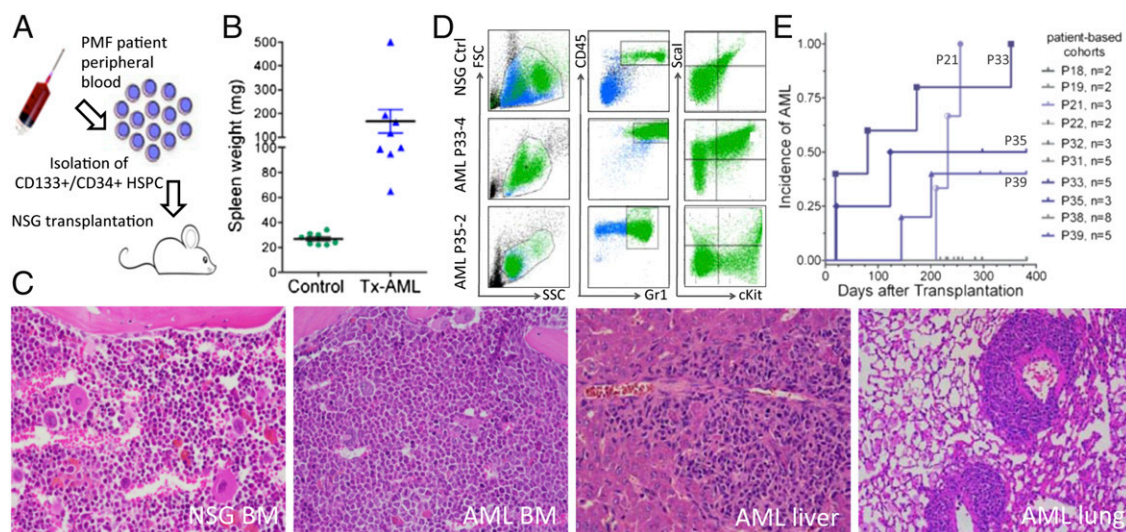 A
PMF patient
peripheral
blood
Isolation of
CD133+/CD34+ HSPC
NSG transplantation
B
Spleen weight (mg)
500
400
300
200
100
100
80
60
40
20
0
Control
Tx-AML
D
FSC
CD45
ScaI
NSG Ctrl
AML P33-4
AML P35-2
SSC
Gr1
cKit
E
Incidence of AML
1.00
0.75
0.50
0.25
0.00
0
100
200
300
400
Days after Transplantation
P21
P33
P35
P39
patient-based
cohorts
P18, n=2
P19, n=2
P21, n=3
P22, n=2
P32, n=3
P31, n=5
P33, n=5
P35, n=3
P38, n=8
P39, n=5
C
NSG BM
AML BM
AML liver
AML lung